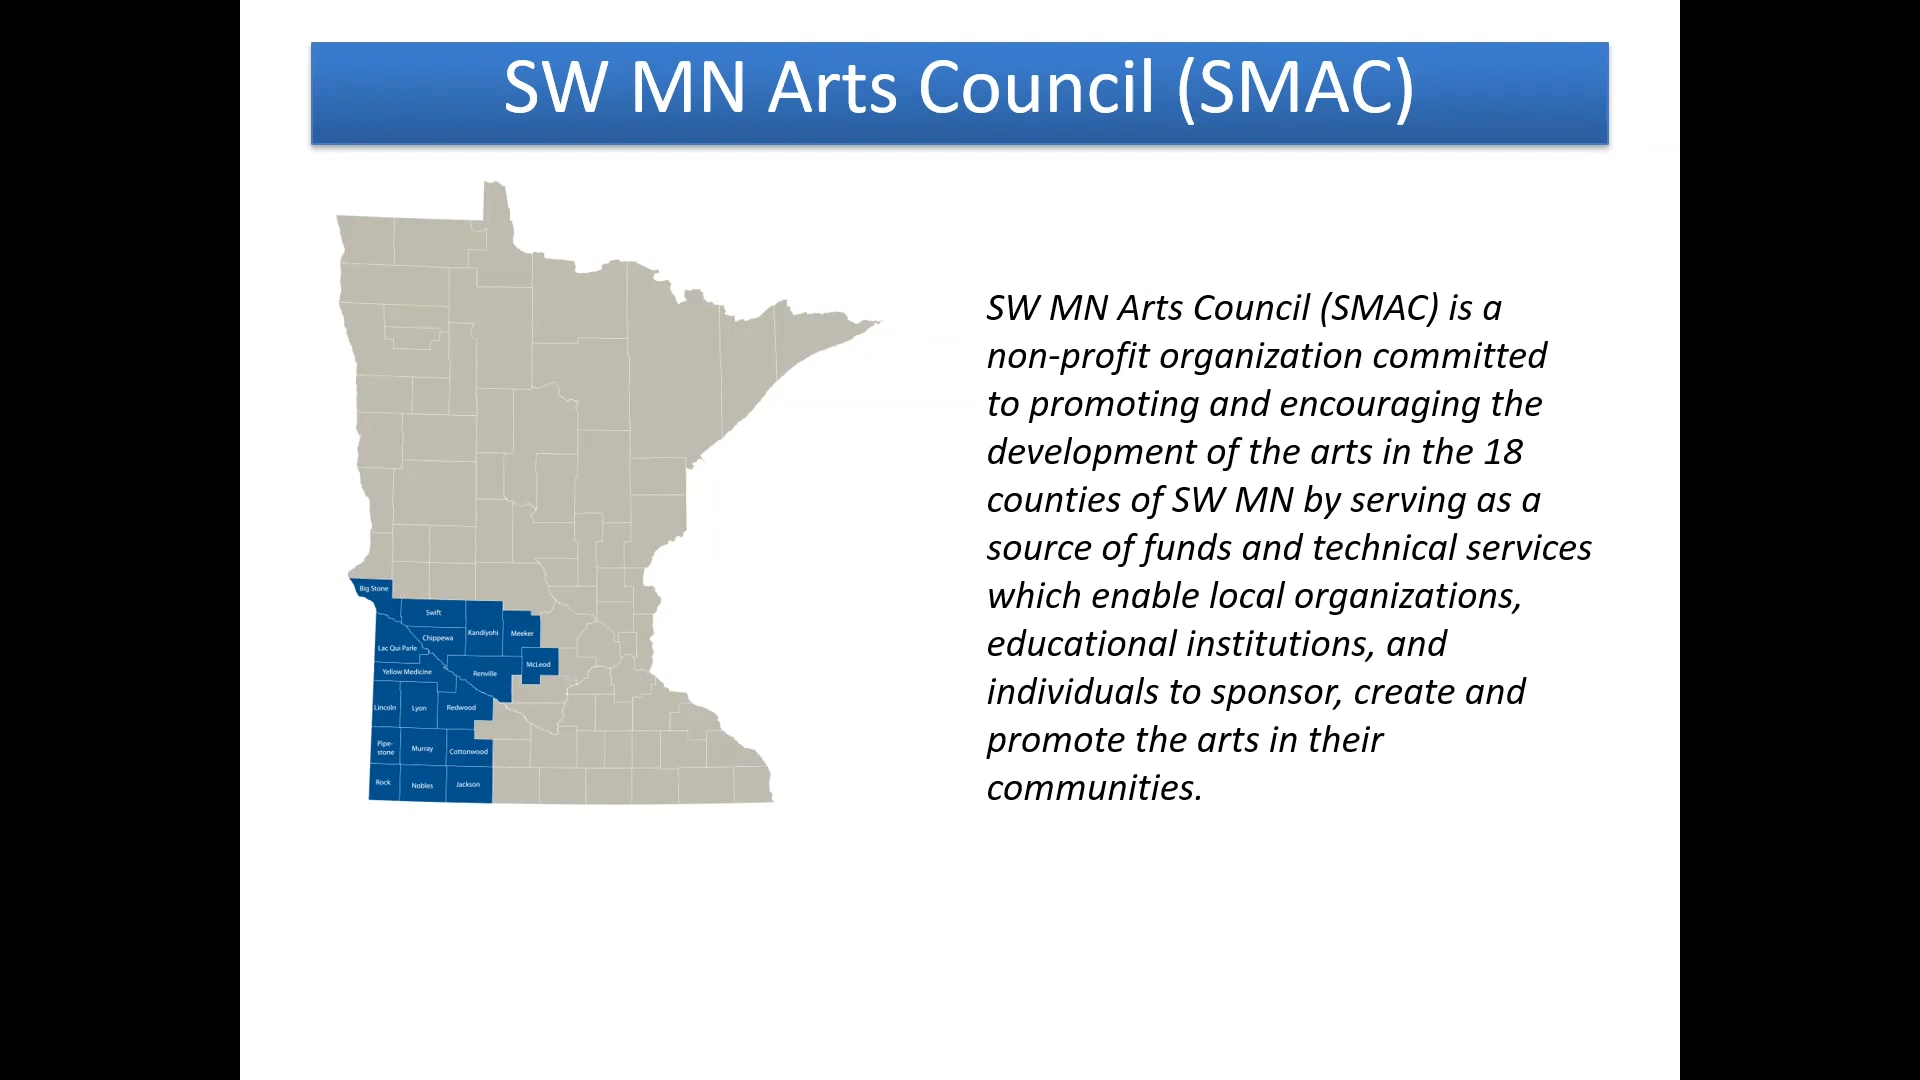 SW MN Arts Council (SMAC)
SW MN Arts Council (SMAC) is a
non-profit organization committed
to promoting and encouraging the
development of the arts in the 18
counties of SW MN by serving as a
source of funds and technical services
which enable local organizations,
educational institutions, and
individuals to sponsor, create and
promote the arts in their
communities.
Big Stone
Swift
Kandiyohi
Meeker
Chippewa
Lac Qui Parle
McLeod
Yellow Medicine
Renville
Lincoln
Lyon
Redwood
Pipe-
stone
Murray
Cottonwood
Rock
Nobles
Jackson